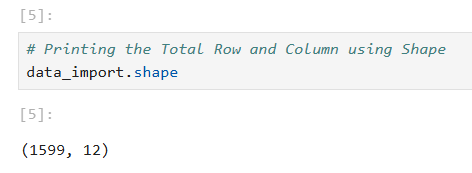 [5]:
# Printing the Total Row and Column using Shape
data_import.shape
[5]:
(1599, 12)